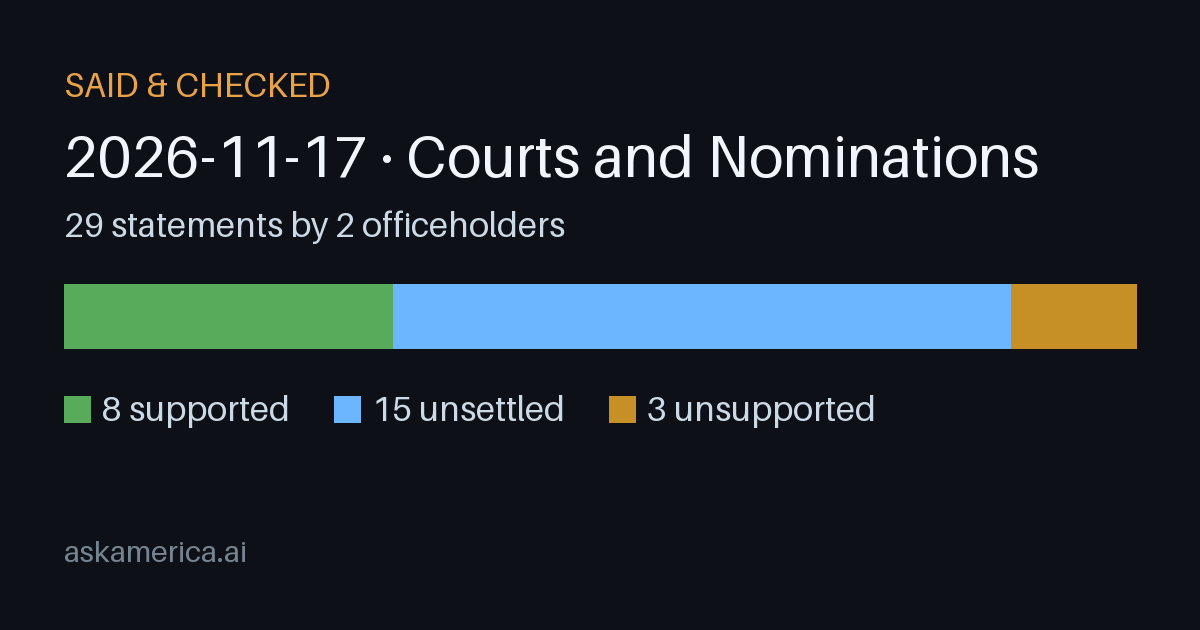 SAID & CHECKED
2026-11-17 · Courts and Nominations
29 statements by 2 officeholders
8 supported 15 unsettled 3 unsupported
askamerica.ai